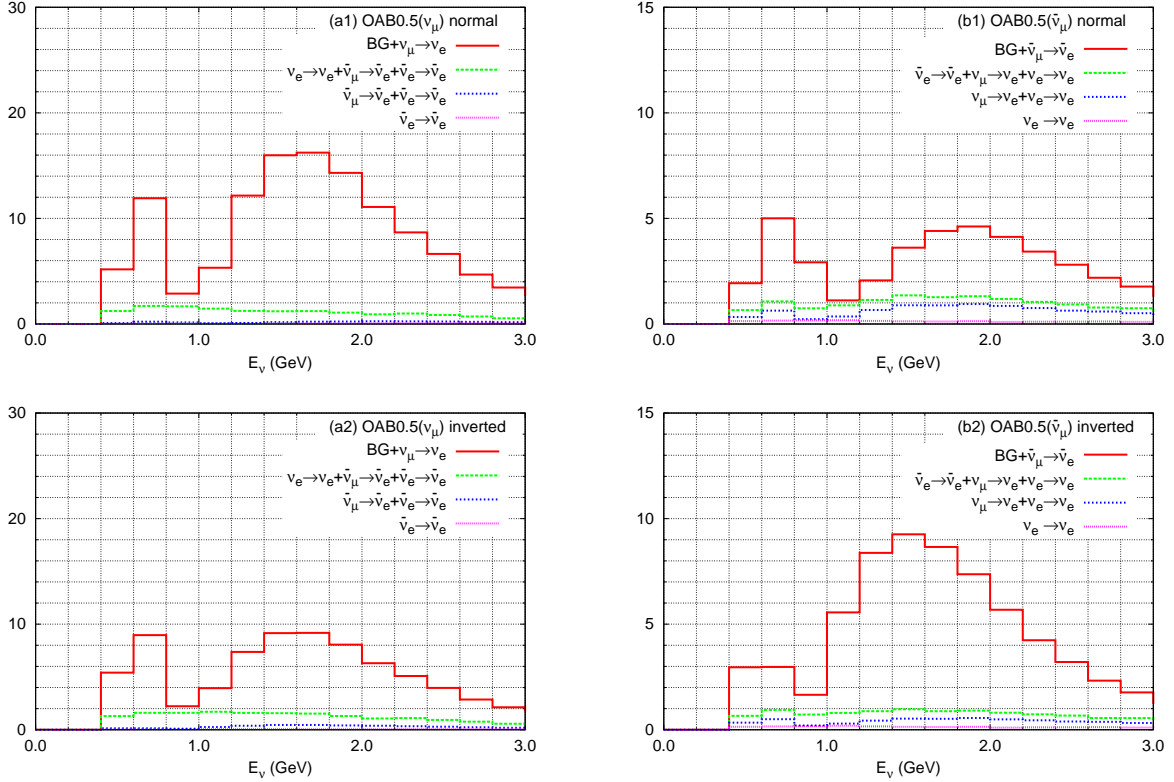 (a1) OAB0.5(ν_μ) normal
BG+ν_μ→ν_e
ν_e→ν_e+ν̄_μ→ν̄_e+ν̄_e→ν̄_e
ν̄_μ→ν̄_e+ν̄_e→ν̄_e
ν̄_e→ν̄_e
30
20
10
0
0.0 1.0 2.0 3.0
E_ν (GeV)
(b1) OAB0.5(ν̄_μ) normal
BG+ν̄_μ→ν̄_e
ν̄_e→ν̄_e+ν_μ→ν_e+ν_e→ν_e
ν_μ→ν_e+ν_e→ν_e
ν_e→ν_e
15
10
5
0
0.0 1.0 2.0 3.0
E_ν (GeV)
(a2) OAB0.5(ν_μ) inverted
BG+ν_μ→ν_e
ν_e→ν_e+ν̄_μ→ν̄_e+ν̄_e→ν̄_e
ν̄_μ→ν̄_e+ν̄_e→ν̄_e
ν̄_e→ν̄_e
30
20
10
0
0.0 1.0 2.0 3.0
E_ν (GeV)
(b2) OAB0.5(ν̄_μ) inverted
BG+ν̄_μ→ν̄_e
ν̄_e→ν̄_e+ν_μ→ν_e+ν_e→ν_e
ν_μ→ν_e+ν_e→ν_e
ν_e→ν_e
15
10
5
0
0.0 1.0 2.0 3.0
E_ν (GeV)